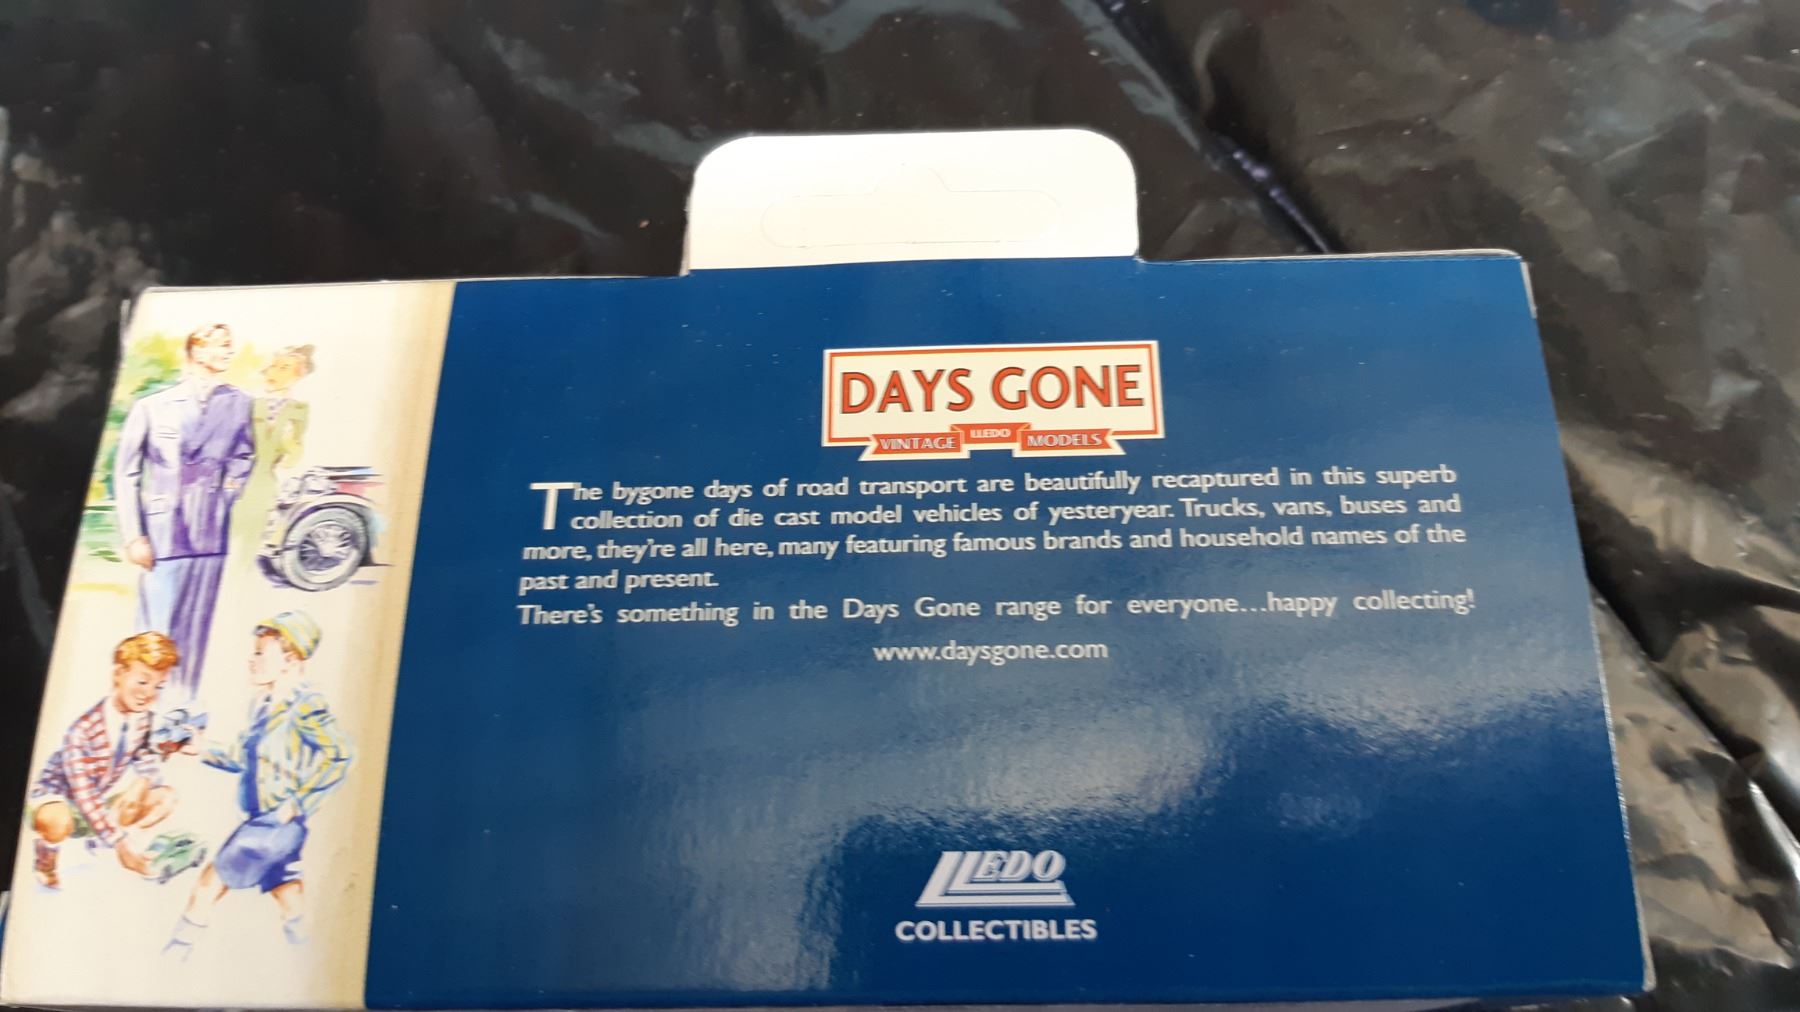 DAYS GONE
VINTAGE LLEDO MODELS
The bygone days of road transport are beautifully recaptured in this superb
collection of die cast model vehicles of yesteryear. Trucks, vans, buses and
more, they're all here, many featuring famous brands and household names of the
past and present.
There's something in the Days Gone range for everyone...happy collecting!
www.daysgone.com
LLEDO
COLLECTIBLES